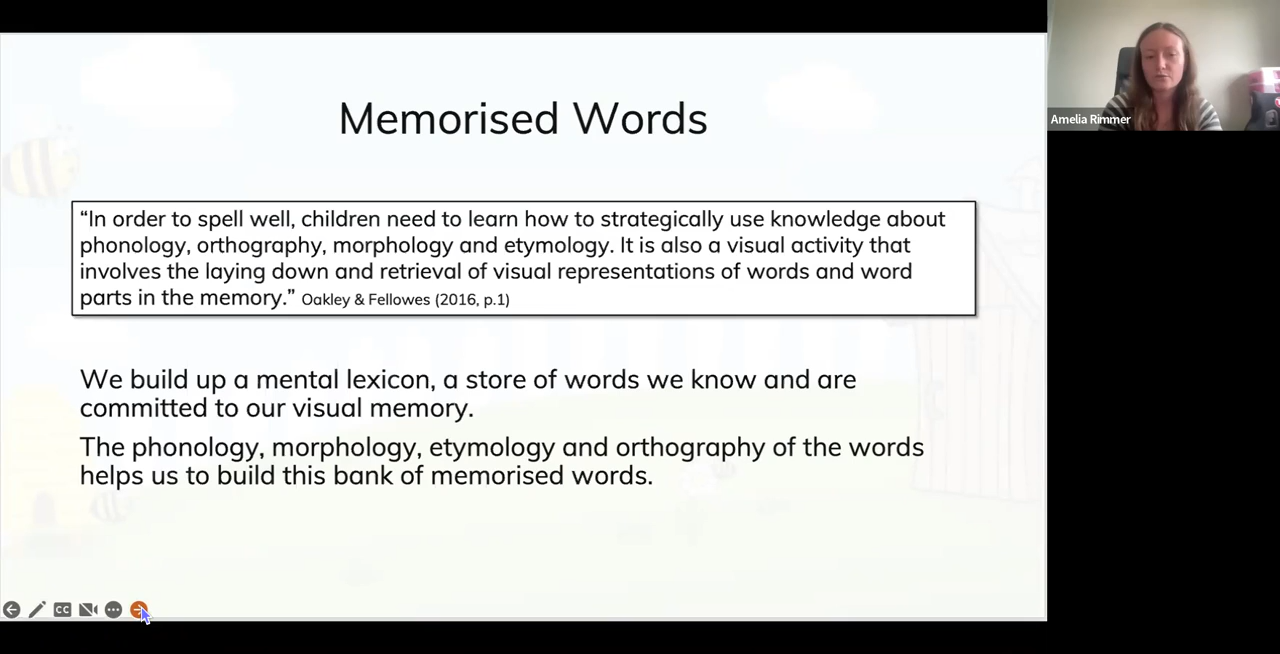 Memorised Words
“In order to spell well, children need to learn how to strategically use knowledge about
phonology, orthography, morphology and etymology. It is also a visual activity that
involves the laying down and retrieval of visual representations of words and word
parts in the memory.” Oakley & Fellowes (2016, p.1)
We build up a mental lexicon, a store of words we know and are
committed to our visual memory.
The phonology, morphology, etymology and orthography of the words
helps us to build this bank of memorised words.
CC
Amelia Rimmer